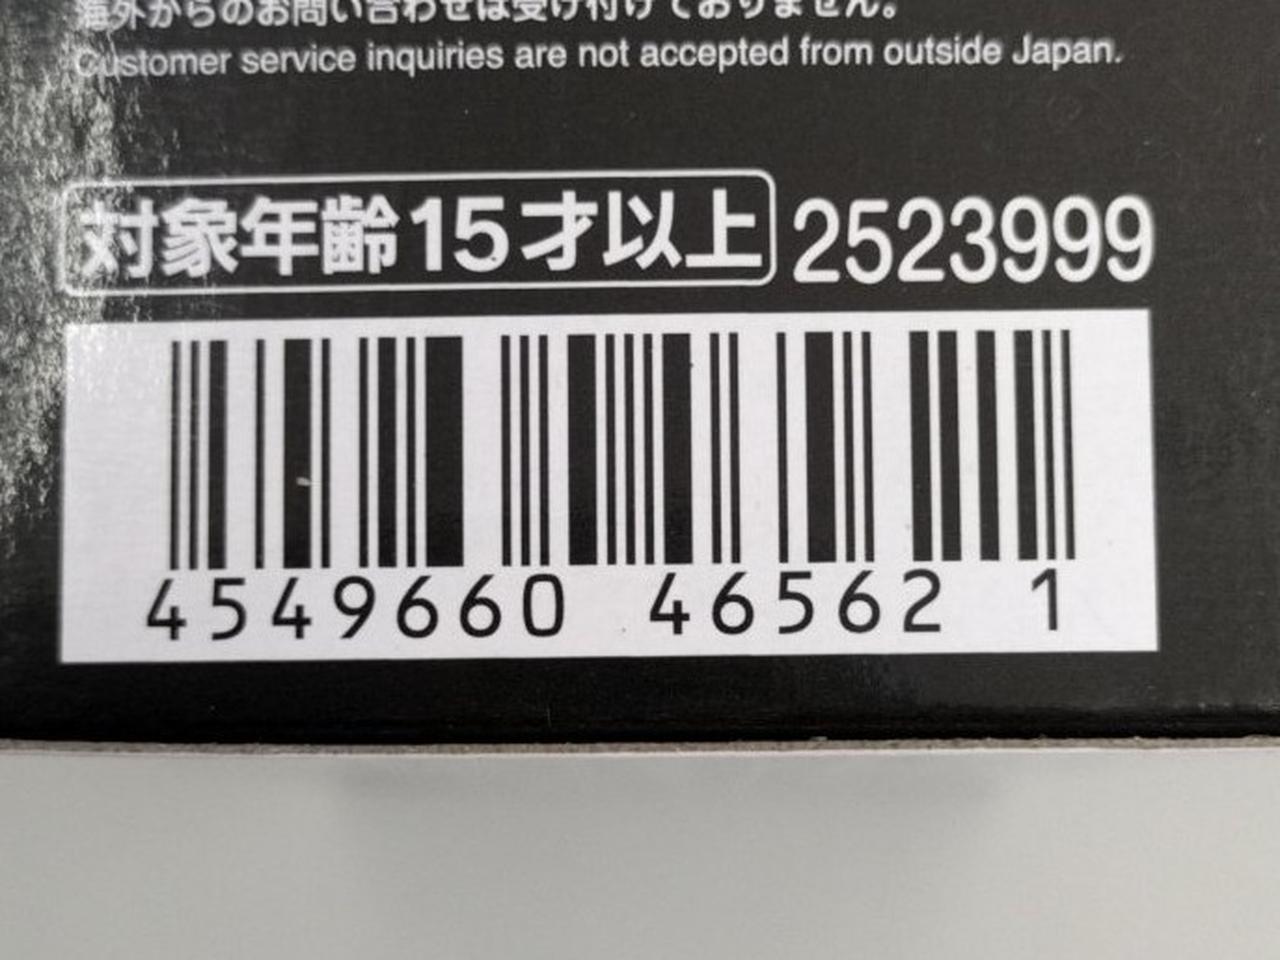 海外からのお問い合わせは受け付けておりません。
Customer service inquiries are not accepted from outside Japan.
対象年齢15才以上 2523999
4549660 46562 1